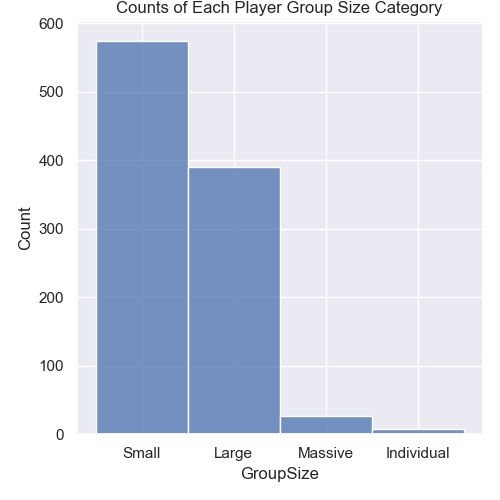 Counts of Each Player Group Size Category
600
500
400
300
200
100
0
Count
Small Large Massive Individual
GroupSize